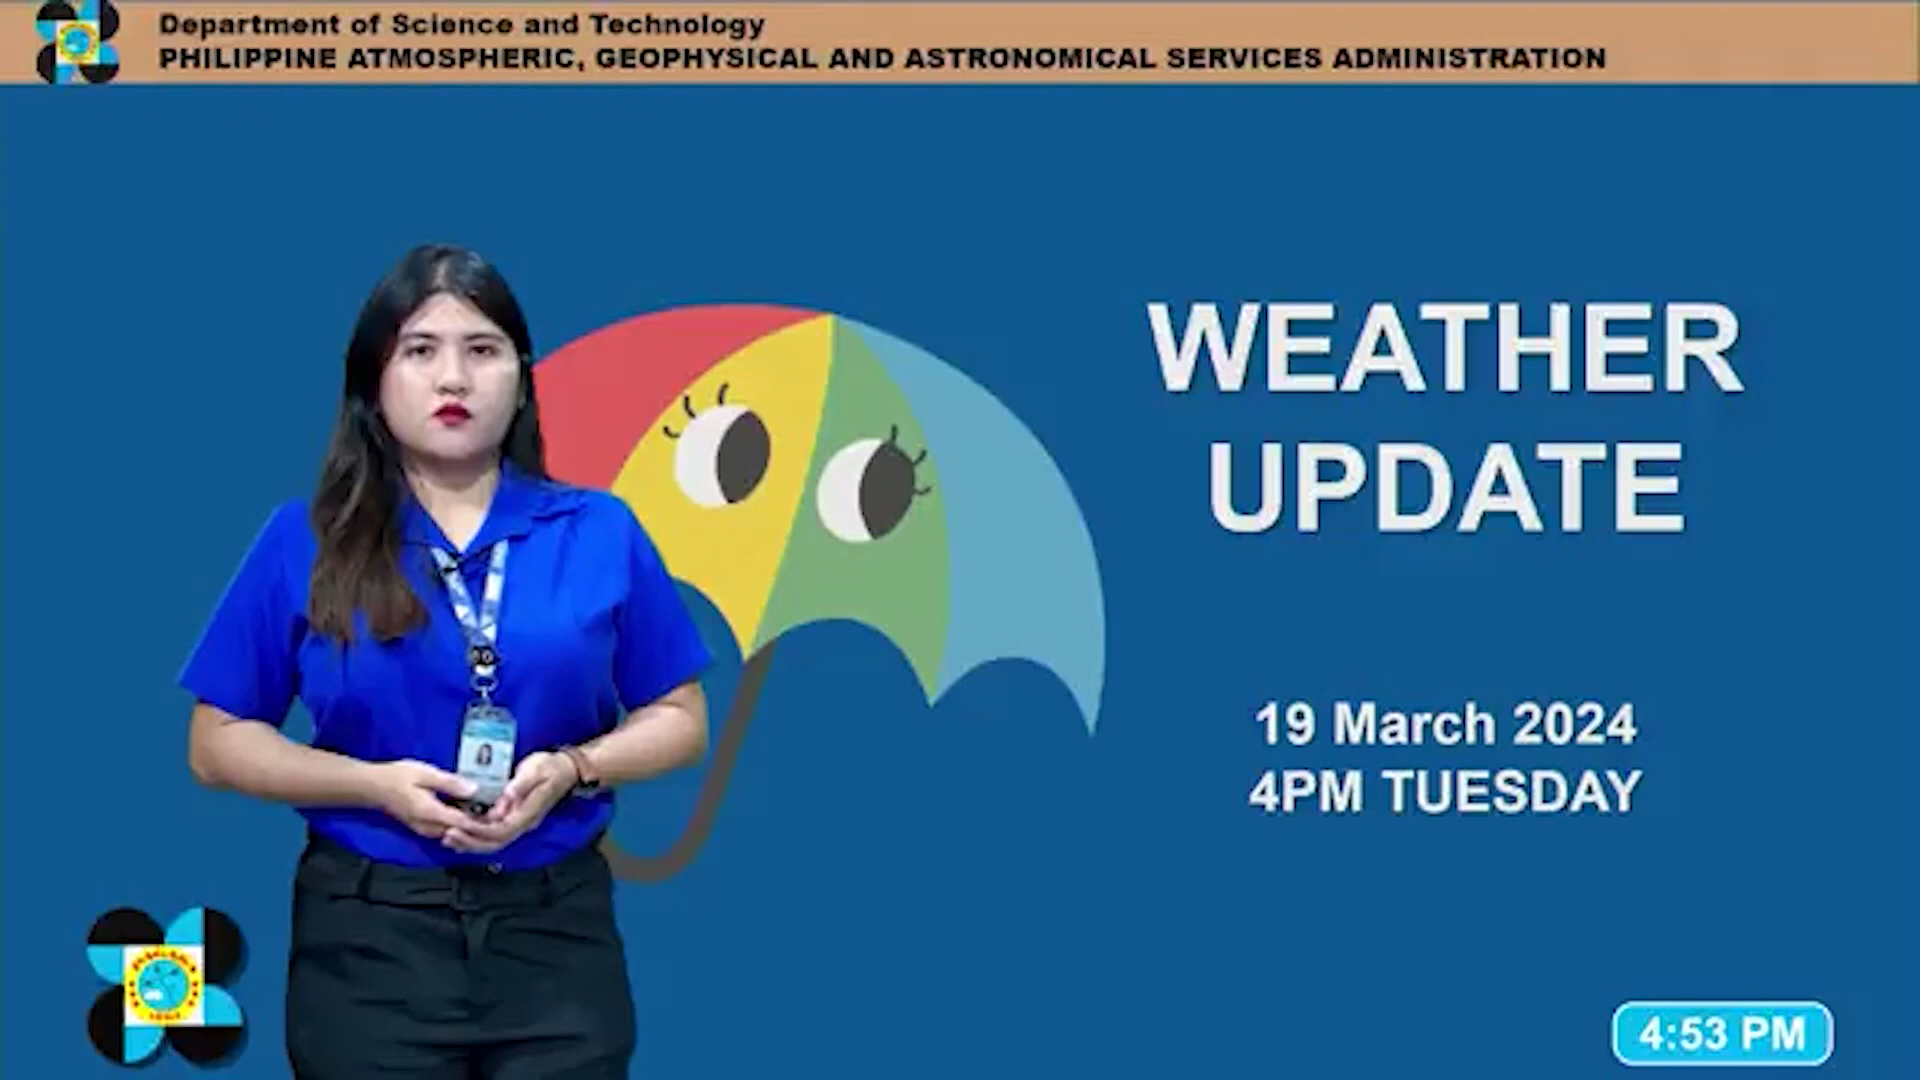 Department of Science and Technology
PHILIPPINE ATMOSPHERIC, GEOPHYSICAL AND ASTRONOMICAL SERVICES ADMINISTRATION
WEATHER
UPDATE
19 March 2024
4PM TUESDAY
4:53 PM